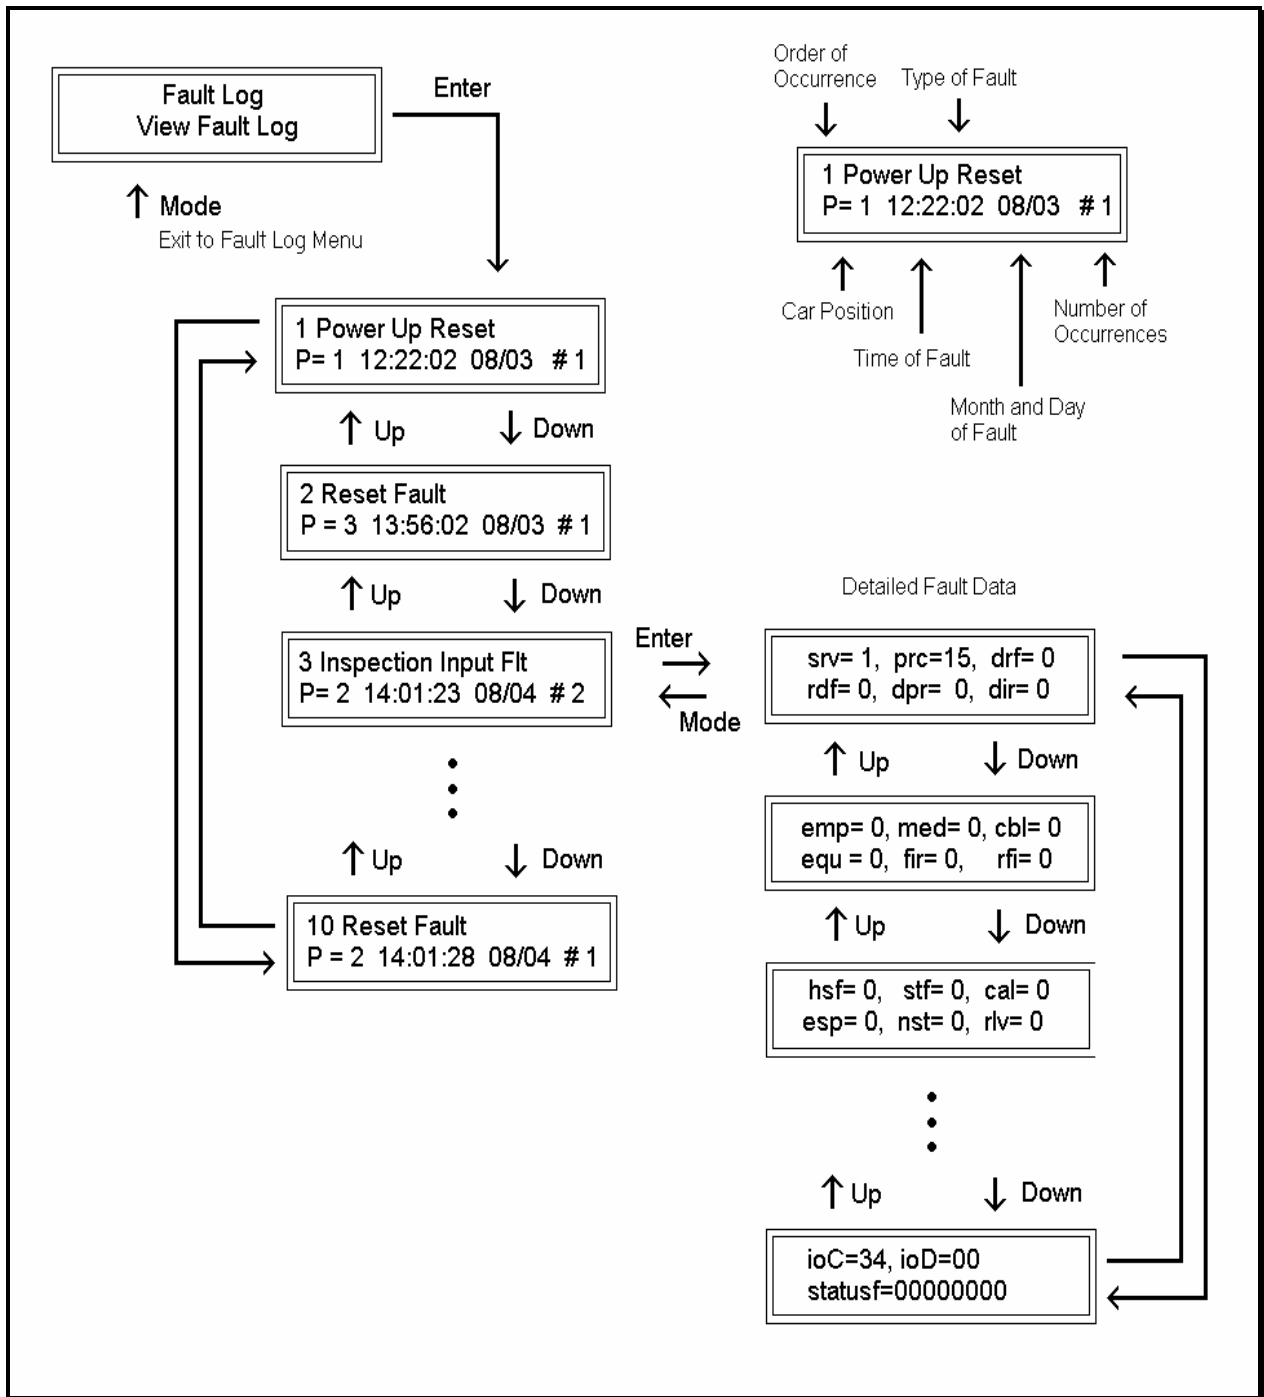 Fault Log
View Fault Log
Enter
Mode
Exit to Fault Log Menu
Order of
Occurrence
Type of Fault
1 Power Up Reset
P= 1 12:22:02 08/03 # 1
Car Position
Time of Fault
Month and Day
of Fault
Number of
Occurrences
1 Power Up Reset
P= 1 12:22:02 08/03 # 1
Up
Down
2 Reset Fault
P = 3 13:56:02 08/03 # 1
Up
Down
3 Inspection Input Flt
P= 2 14:01:23 08/04 # 2
Up
Down
10 Reset Fault
P = 2 14:01:28 08/04 # 1
Enter
Mode
Detailed Fault Data
srv= 1, prc=15, drf= 0
rdf= 0, dpr= 0, dir= 0
Up
Down
emp= 0, med= 0, cbl= 0
equ = 0, fir= 0, rfi= 0
Up
Down
hsf= 0, stf= 0, cal= 0
esp= 0, nst= 0, rlv= 0
Up
Down
ioC=34, ioD=00
statusf=00000000